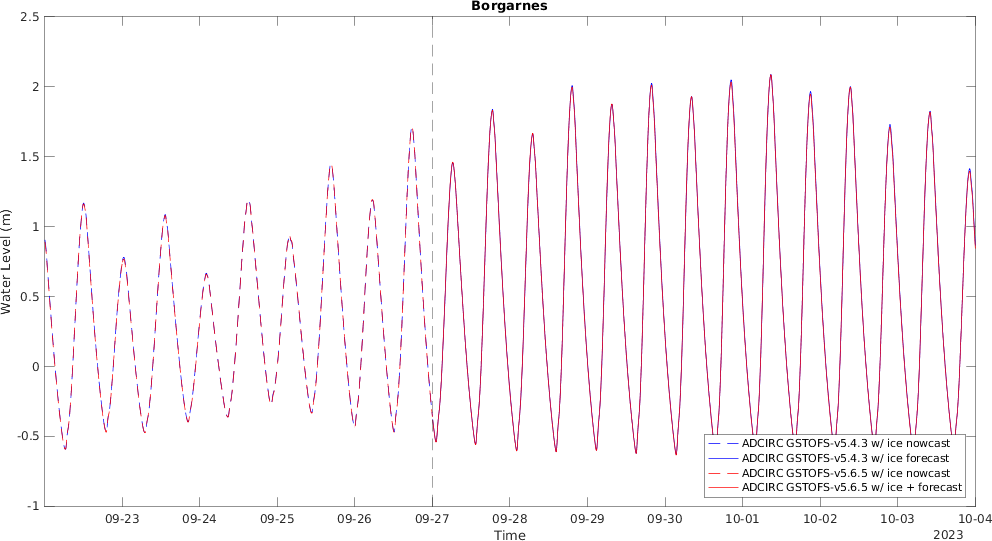 Borgarnes
2.5
2
1.5
1
0.5
0
-0.5
-1
Water Level (m)
ADCIRC GSTOFS-v5.4.3 w/ ice nowcast
ADCIRC GSTOFS-v5.4.3 w/ ice forecast
ADCIRC GSTOFS-v5.6.5 w/ ice nowcast
ADCIRC GSTOFS-v5.6.5 w/ ice + forecast
09-23 09-24 09-25 09-26 09-27 09-28 09-29 09-30 10-01 10-02 10-03 10-04
Time
2023